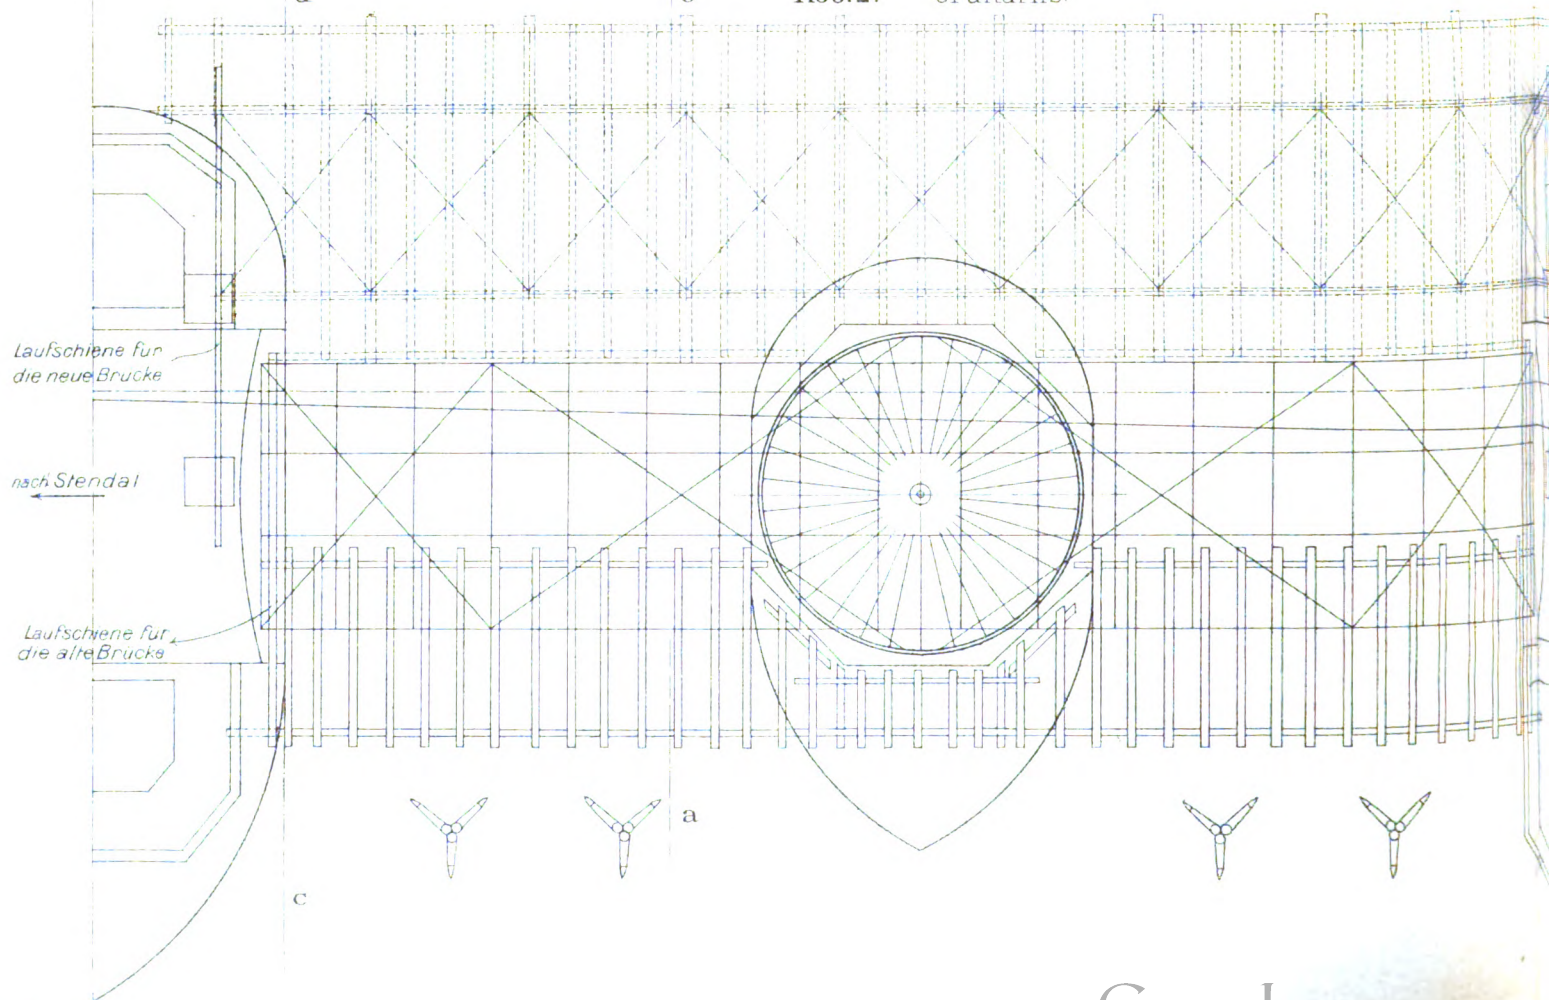 Laufschiene für
die neue Brücke
nach Stendal
Laufschiene für
die alte Brücke
a
c